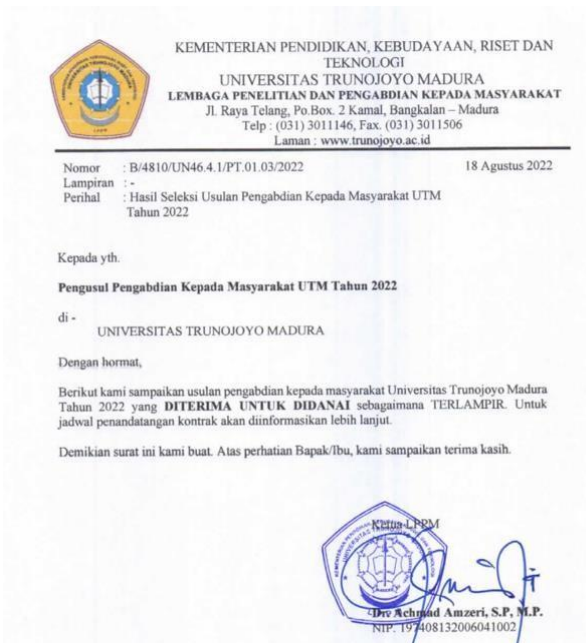 KEMENTERIAN PENDIDIKAN, KEBUDAYAAN, RISET DAN
TEKNOLOGI
UNIVERSITAS TRUNOJOYO MADURA
LEMBAGA PENELITIAN DAN PENGABDIAN KEPADA MASYARAKAT
Jl. Raya Telang, Po.Box. 2 Kamal, Bangkalan – Madura
Telp : (031) 3011146, Fax. (031) 3011506
Laman : www.trunojoyo.ac.id
Nomor : B/4810/UN46.4.1/PT.01.03/2022 18 Agustus 2022
Lampiran : -
Perihal : Hasil Seleksi Usulan Pengabdian Kepada Masyarakat UTM
Tahun 2022
Kepada yth.
Pengusul Pengabdian Kepada Masyarakat UTM Tahun 2022
di -
UNIVERSITAS TRUNOJOYO MADURA
Dengan hormat,
Berikut kami sampaikan usulan pengabdian kepada masyarakat Universitas Trunojoyo Madura
Tahun 2022 yang DITERIMA UNTUK DIDANAI sebagaimana TERLAMPIR. Untuk
jadwal penandatangan kontrak akan diinformasikan lebih lanjut.
Demikian surat ini kami buat. Atas perhatian Bapak/Ibu, kami sampaikan terima kasih.
Ketua LPPM
Dr. Achmad Amzeri, S.P, M.P.
NIP. 197408132006041002